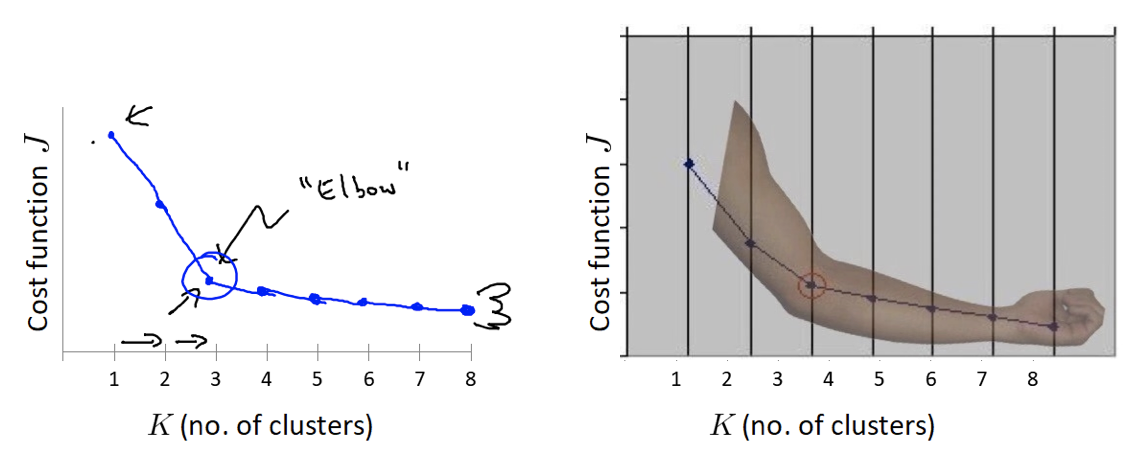 "Elbow"
Cost function J
1 2 3 4 5 6 7 8
K (no. of clusters)
Cost function J
1 2 3 4 5 6 7 8
K (no. of clusters)